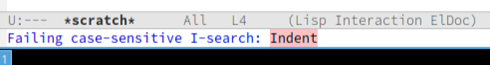 U:--- *scratch* All L4 (Lisp Interaction ElDoc)
Failing case-sensitive I-search: Indent
1